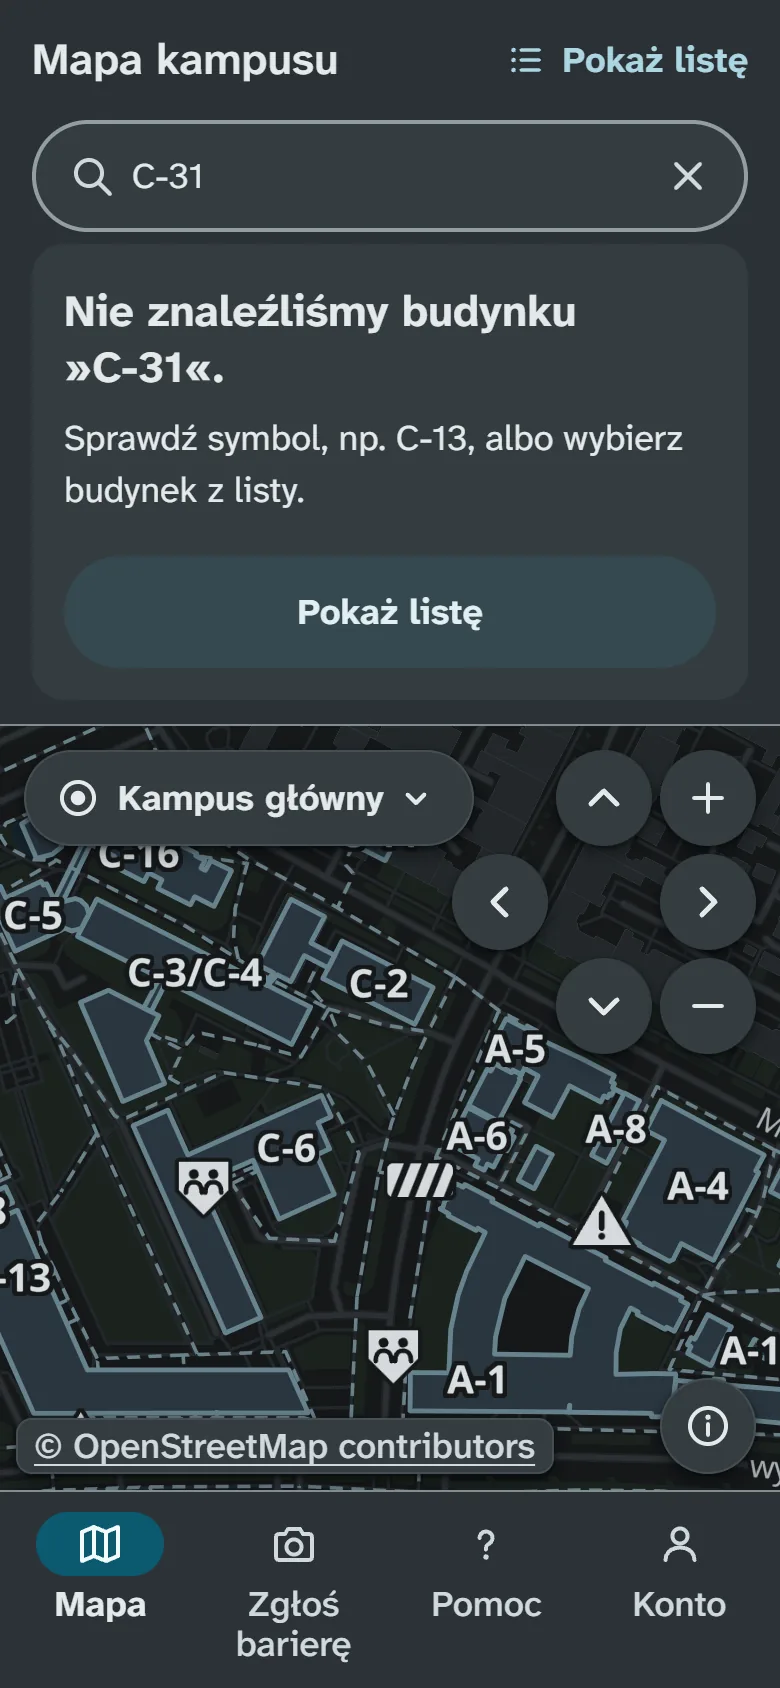 Mapa kampusu
Pokaż listę
C-31
Nie znaleźliśmy budynku
»C-31«.
Sprawdź symbol, np. C-13, albo wybierz
budynek z listy.
Pokaż listę
Kampus główny
C-16
C-5
C-3/C-4
C-2
A-5
A-6
A-8
C-6
A-4
-13
A-1
A-1
© OpenStreetMap contributors
wy
Mapa
Zgłoś
barierę
Pomoc
Konto